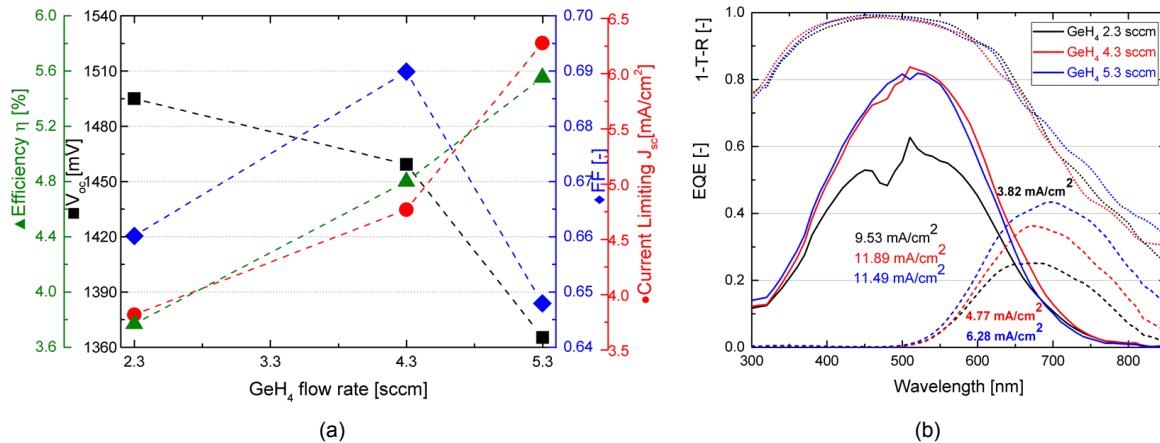 ▲Efficiency η [%]
6.0
5.6
5.2
4.8
4.4
4.0
3.6
■V_oc [mV]
1540
1510
1480
1450
1420
1390
1360
2.3
3.3
4.3
5.3
GeH₄ flow rate [sccm]
0.70
0.69
0.68
0.67
0.66
0.65
0.64
◆FF [-]
6.5
6.0
5.5
5.0
4.5
4.0
3.5
●Current Limiting J_sc [mA/cm²]
(a)
EQE [-] 1-T-R [-]
1.0
0.8
0.6
0.4
0.2
0.0
GeH₄ 2.3 sccm
GeH₄ 4.3 sccm
GeH₄ 5.3 sccm
3.82 mA/cm²
9.53 mA/cm²
11.89 mA/cm²
11.49 mA/cm²
4.77 mA/cm²
6.28 mA/cm²
300
400
500
600
700
800
Wavelength [nm]
(b)